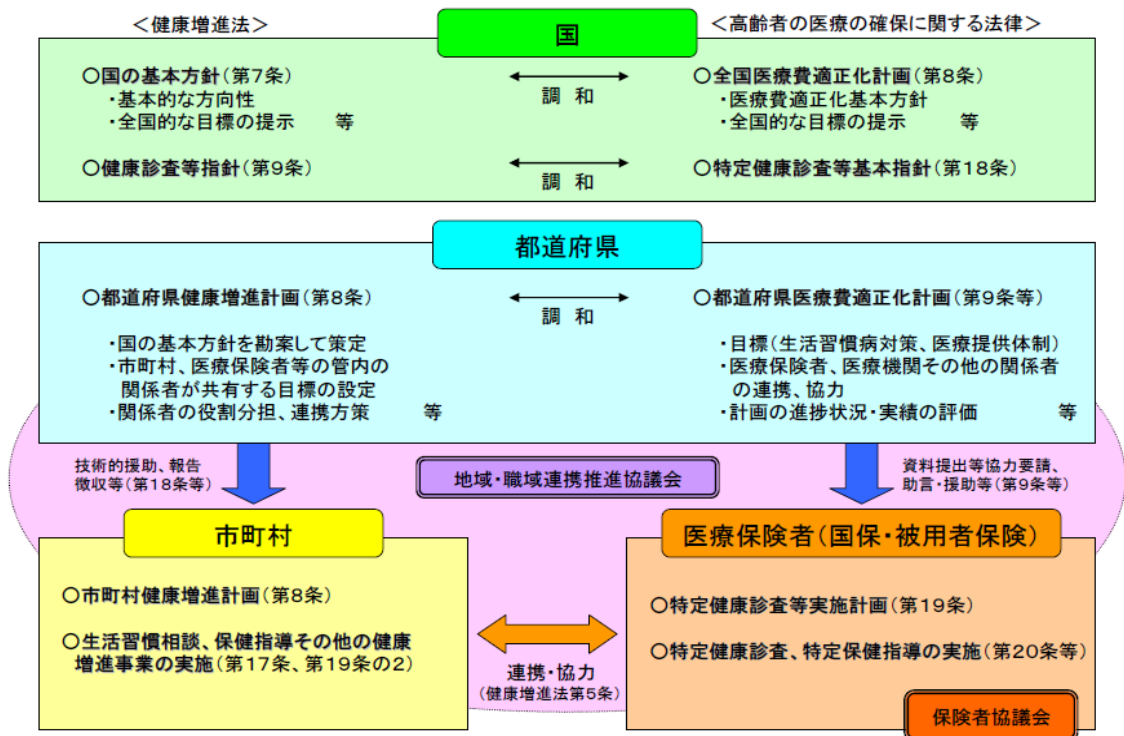 ＜健康増進法＞
国
＜高齢者の医療の確保に関する法律＞
○国の基本方針（第7条）
・基本的な方向性
・全国的な目標の提示　　等
調 和
○全国医療費適正化計画（第8条）
・医療費適正化基本方針
・全国的な目標の提示　　等
○健康診査等指針（第9条）
調 和
○特定健康診査等基本指針（第18条）
都道府県
○都道府県健康増進計画（第8条）
調 和
○都道府県医療費適正化計画（第9条等）
・国の基本方針を勘案して策定
・市町村、医療保険者等の管内の
関係者が共有する目標の設定
・関係者の役割分担、連携方策　　等
・目標（生活習慣病対策、医療提供体制）
・医療保険者、医療機関その他の関係者
の連携、協力
・計画の進捗状況・実績の評価　　等
技術的援助、報告
徴収等（第18条等）
地域・職域連携推進協議会
資料提出等協力要請、
助言・援助等（第9条等）
市町村
○市町村健康増進計画（第8条）
○生活習慣相談、保健指導その他の健康
増進事業の実施（第17条、第19条の2）
連携・協力
（健康増進法第5条）
医療保険者（国保・被用者保険）
○特定健康診査等実施計画（第19条）
○特定健康診査、特定保健指導の実施（第20条等）
保険者協議会